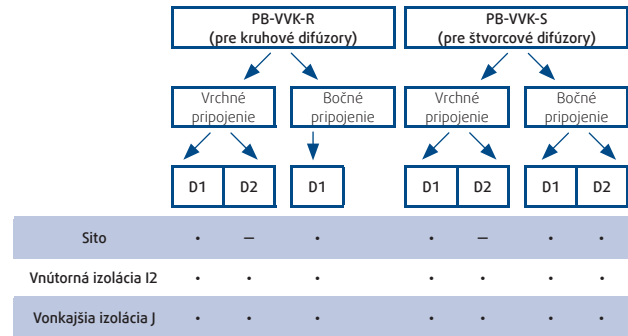 PB-VVK-R
(pre kruhové difúzory)
PB-VVK-S
(pre štvorcové difúzory)
Vrchné
pripojenie
Bočné
pripojenie
Vrchné
pripojenie
Bočné
pripojenie
D1 D2 D1 D1 D2 D1 D2
Sito • – • • – • •
Vnútorná izolácia I2 • • • • • • •
Vonkajšia izolácia J • • • • • • •